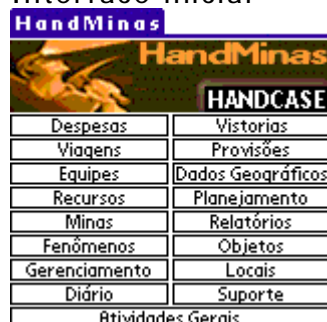 Interface Inicial
HandMinas
HandMinas
HANDCASE
Despesas Vistorias
Viagens Provisões
Equipes Dados Geográficos
Recursos Planejamento
Minas Relatórios
Fenômenos Objetos
Gerenciamento Locais
Diário Suporte
Atividades Gerais